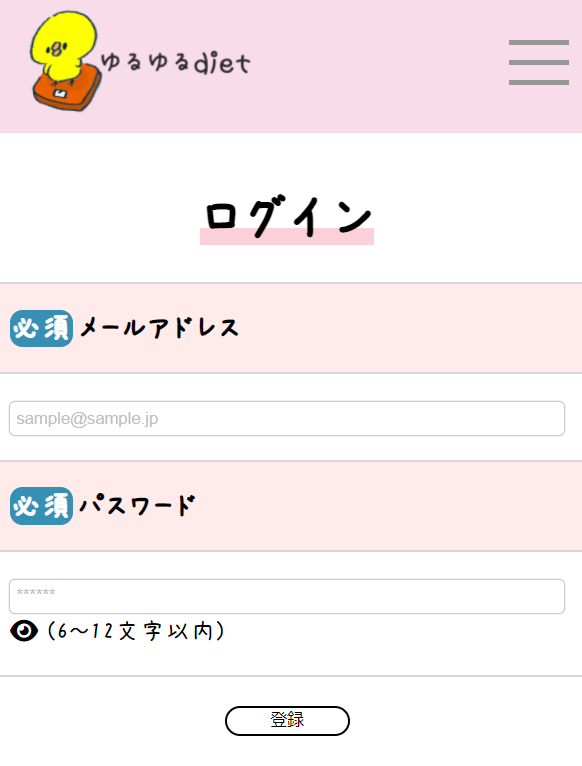 ゆるゆるdiet
ログイン
必須 メールアドレス
sample@sample.jp
必須 パスワード
******
(6～12文字以内)
登録